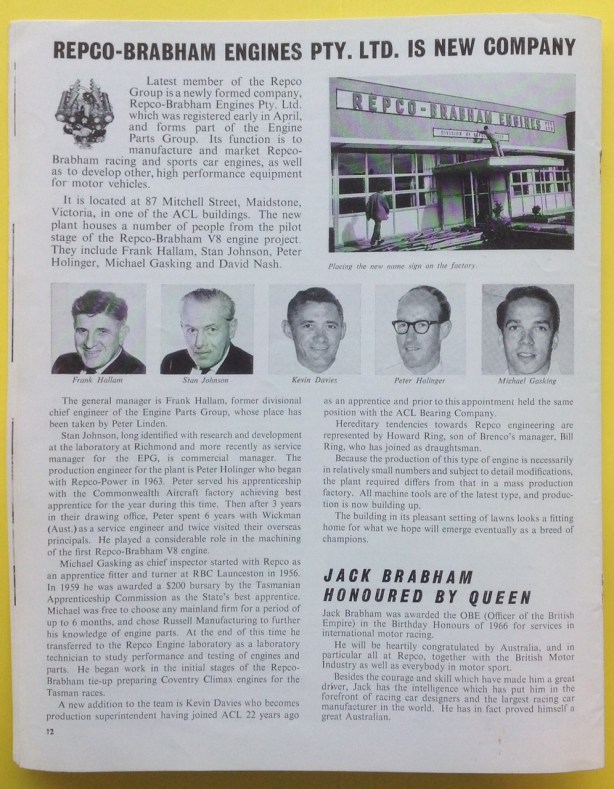 REPCO-BRABHAM ENGINES PTY. LTD. IS NEW COMPANY
Latest member of the Repco
Group is a newly formed company,
Repco-Brabham Engines Pty. Ltd.
which was registered early in April,
and forms part of the Engine
Parts Group. Its function is to
manufacture and market Repco-
Brabham racing and sports car engines, as well
as to develop other, high performance equipment
for motor vehicles.
It is located at 87 Mitchell Street, Maidstone,
Victoria, in one of the ACL buildings. The new
plant houses a number of people from the pilot
stage of the Repco-Brabham V8 engine project.
They include Frank Hallam, Stan Johnson, Peter
Holinger, Michael Gasking and David Nash.
REPCO-BRABHAM ENGINES
Placing the new name sign on the factory.
Frank Hallam
Stan Johnson
Kevin Davies
Peter Holinger
Michael Gasking
The general manager is Frank Hallam, former divisional
chief engineer of the Engine Parts Group, whose place has
been taken by Peter Linden.
Stan Johnson, long identified with research and development
at the laboratory at Richmond and more recently as service
manager for the EPG, is commercial manager. The
production engineer for the plant is Peter Holinger who began
with Repco-Power in 1963. Peter served his apprenticeship
with the Commonwealth Aircraft factory achieving best
apprentice for the year during this time. Then after 3 years
in their drawing office, Peter spent 6 years with Wickman
(Aust.) as a service engineer and twice visited their overseas
principals. He played a considerable role in the machining
of the first Repco-Brabham V8 engine.
Michael Gasking as chief inspector started with Repco as
an apprentice fitter and turner at RBC Launceston in 1956.
In 1959 he was awarded a $200 bursary by the Tasmanian
Apprenticeship Commission as the State's best apprentice.
Michael was free to choose any mainland firm for a period of
up to 6 months, and chose Russell Manufacturing to further
his knowledge of engine parts. At the end of this time he
transferred to the Repco Engine laboratory as a laboratory
technician to study performance and testing of engines and
parts. He began work in the initial stages of the Repco-
Brabham tie-up preparing Coventry Climax engines for the
Tasman races.
A new addition to the team is Kevin Davies who becomes
production superintendent having joined ACL 22 years ago
as an apprentice and prior to this appointment held the same
position with the ACL Bearing Company.
Hereditary tendencies towards Repco engineering are
represented by Howard Ring, son of Brenco's manager, Bill
Ring, who has joined as draughtsman.
Because the production of this type of engine is necessarily
in relatively small numbers and subject to detail modifications,
the plant required differs from that in a mass production
factory. All machine tools are of the latest type, and produc-
tion is now building up.
The building in its pleasant setting of lawns looks a fitting
home for what we hope will emerge eventually as a breed of
champions.
JACK BRABHAM
HONOURED BY QUEEN
Jack Brabham was awarded the OBE (Officer of the British
Empire) in the Birthday Honours of 1966 for services in
international motor racing.
He will be heartily congratulated by Australia, and in
particular all at Repco, together with the British Motor
Industry as well as everybody in motor sport.
Besides the courage and skill which have made him a great
driver, Jack has the intelligence which has put him in the
forefront of racing car designers and the largest racing car
manufacturer in the world. He has in fact proved himself a
great Australian.
12